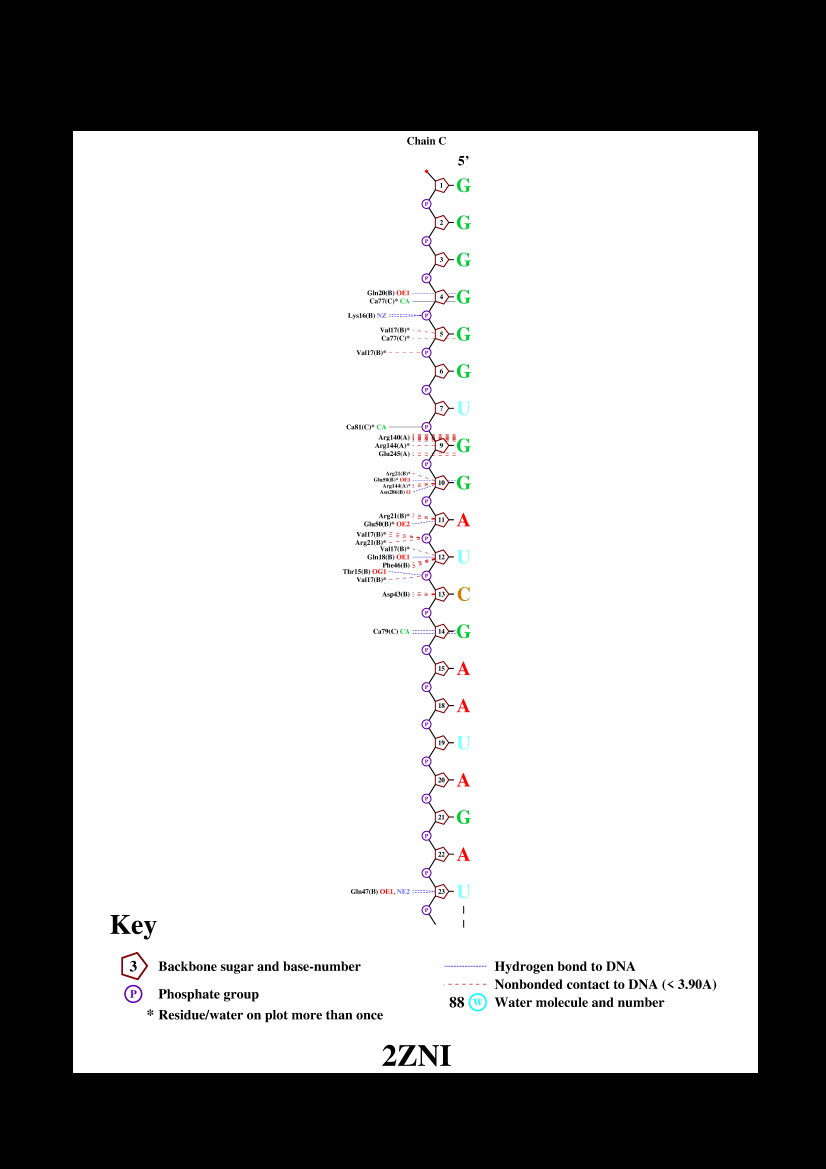 Chain C
5'
1 G
P
2 G
P
3 G
P
Gln20(B) OE1
Ca77(C)* CA
4 G
Lys16(B) NZ P
Val17(B)*
Ca77(C)*
5 G
Val17(B)* P
6 G
P
7 U
Ca81(C)* CA P
Arg140(A)
Arg144(A)*
Glu245(A)
9 G
P
Arg21(B)*
Glu50(B)* OE1
Arg144(A)*
Asn286(B) O
10 G
P
Arg21(B)*
Glu50(B)* OE2
11 A
Val17(B)*
Arg21(B)*
P
Val17(B)*
Gln18(B) OE1
Phe46(B)
12 U
Thr15(B) OG1
Val17(B)*
P
Asp43(B) 13 C
P
Ca79(C) CA 14 G
P
15 A
P
18 A
P
19 U
P
20 A
P
21 G
P
22 A
P
Gln47(B) OE1, NE2 23 U
P
Key
3 Backbone sugar and base-number
P Phosphate group
* Residue/water on plot more than once
Hydrogen bond to DNA
Nonbonded contact to DNA (< 3.90A)
88 W Water molecule and number
2ZNI